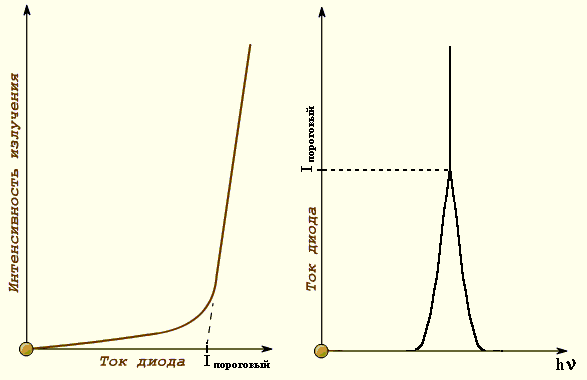 Интенсивность излучения
Ток диода
I пороговый
I пороговый
Ток диода
hν